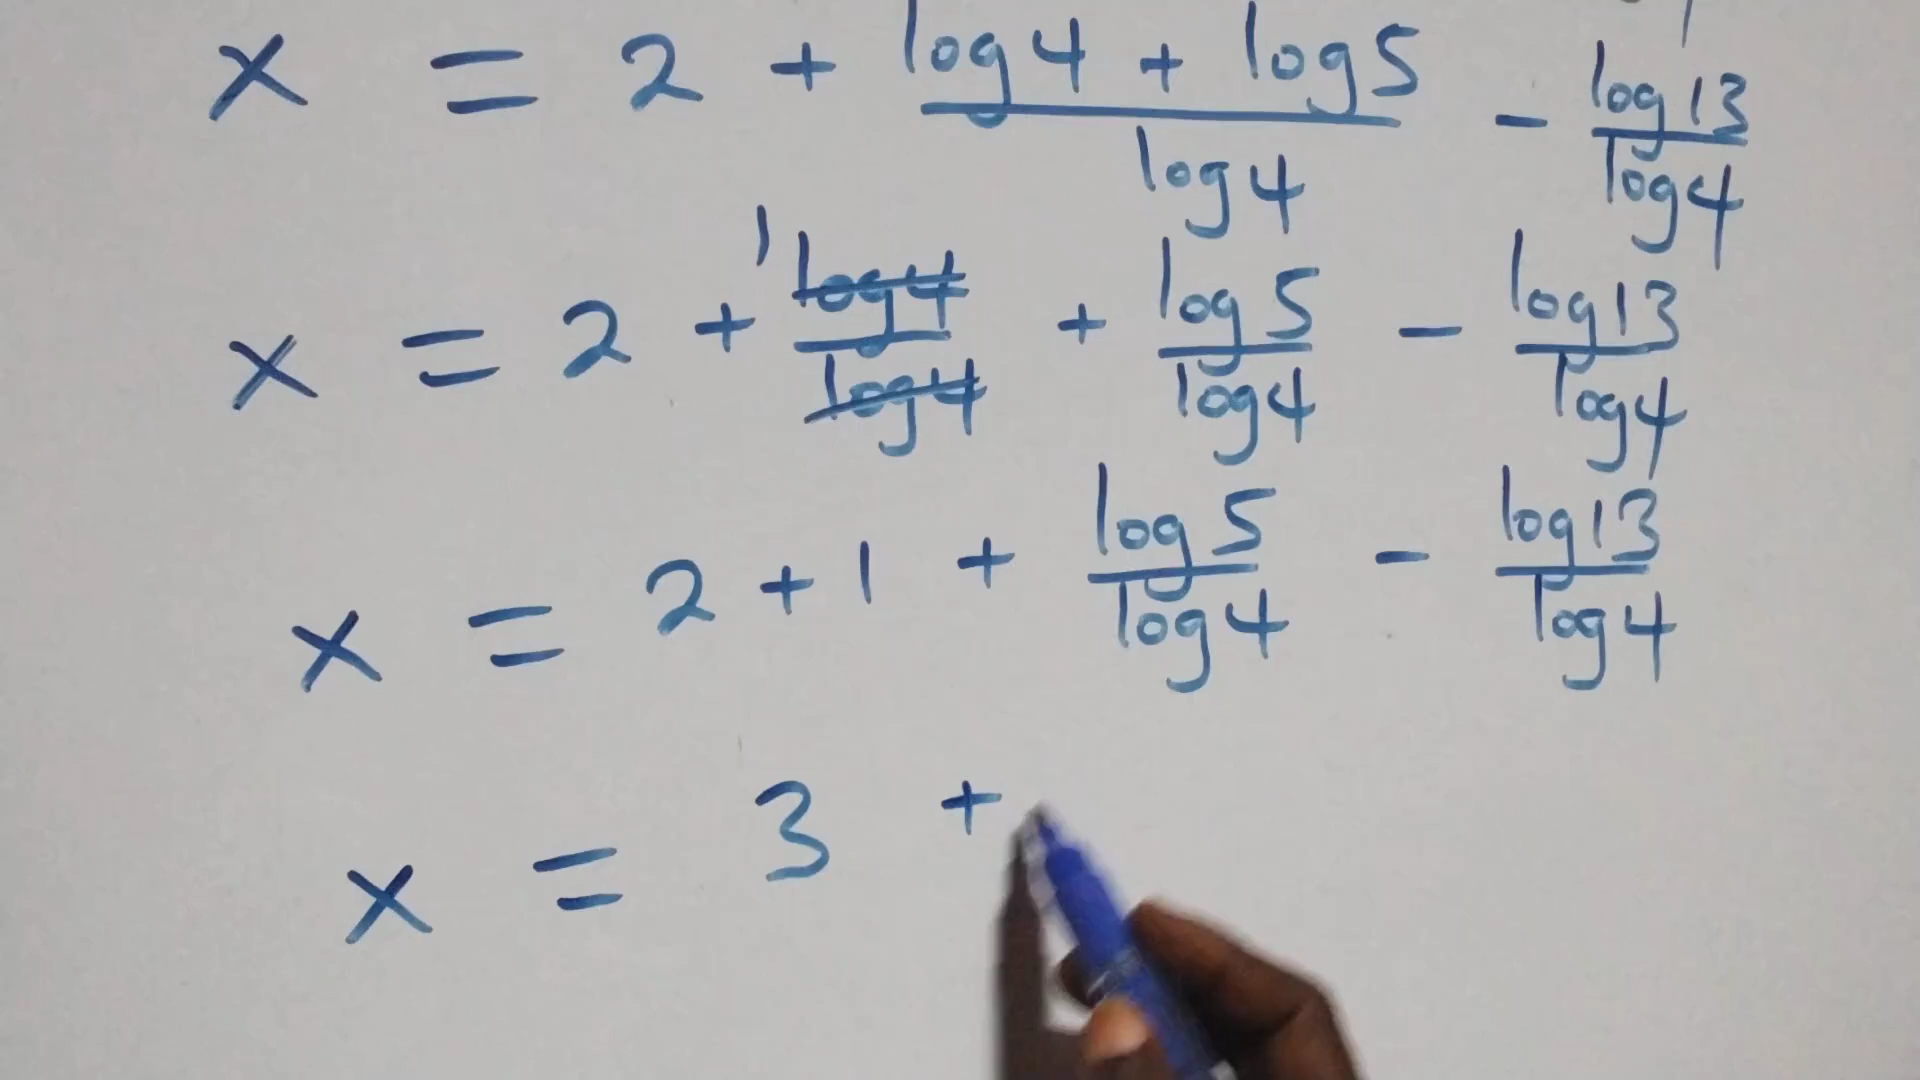 x = 2 + (log4 + log5)/log4 - log13/log4
x = 2 + 1 log4/log4 + log5/log4 - log13/log4
x = 2 + 1 + log5/log4 - log13/log4
x = 3 +